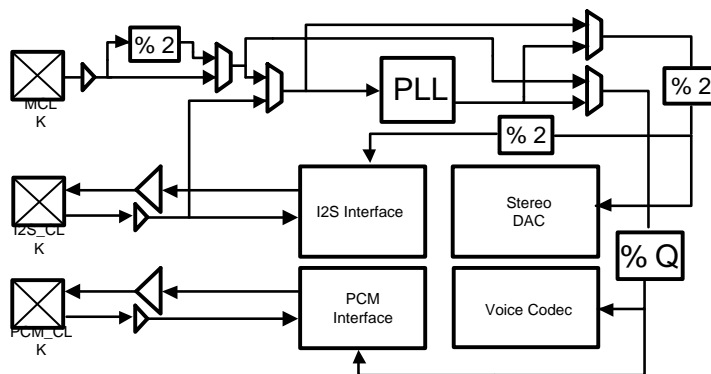 % 2
MCL
K
PLL
% 2
% 2
I2S_CL
K
I2S Interface
Stereo
DAC
% Q
PCM_CL
K
PCM
Interface
Voice Codec